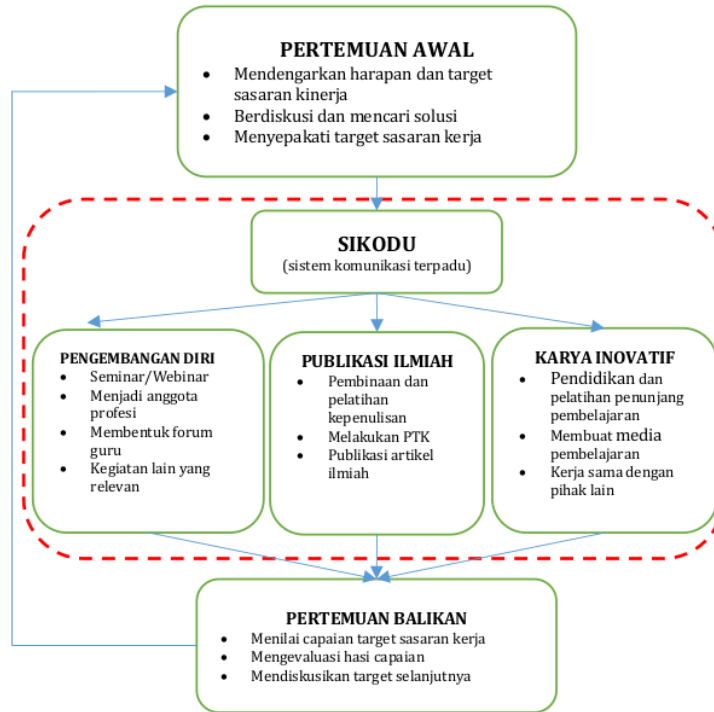 PERTEMUAN AWAL
• Mendengarkan harapan dan target
sasaran kinerja
• Berdiskusi dan mencari solusi
• Menyepakati target sasaran kerja
SIKODU
(sistem komunikasi terpadu)
PENGEMBANGAN DIRI
• Seminar/Webinar
• Menjadi anggota
profesi
• Membentuk forum
guru
• Kegiatan lain yang
relevan
PUBLIKASI ILMIAH
• Pembinaan dan
pelatihan
kepenulisan
• Melakukan PTK
• Publikasi artikel
ilmiah
KARYA INOVATIF
• Pendidikan dan
pelatihan penunjang
pembelajaran
• Membuat media
pembelajaran
• Kerja sama dengan
pihak lain
PERTEMUAN BALIKAN
• Menilai capaian target sasaran kerja
• Mengevaluasi hasi capaian
• Mendiskusikan target selanjutnya